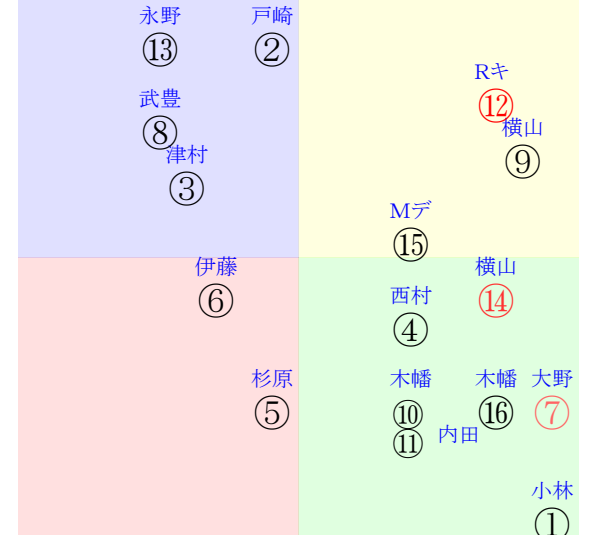 永野
⑬
戸崎
②
Rキ
⑫
武豊
⑧
横山
⑨
津村
③
Mデ
⑮
伊藤
⑥
横山
⑭
西村
④
杉原
⑤
木幡
⑩
⑪
内田
木幡
⑯
大野
⑦
小林
①